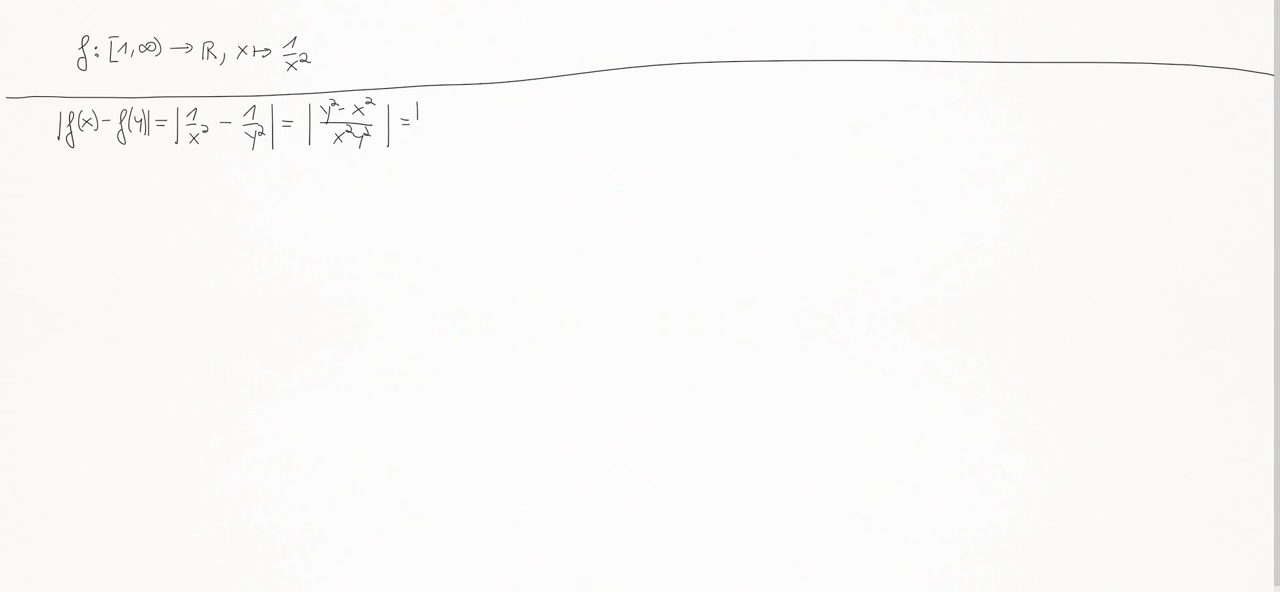 f: [1,∞) → ℝ, x ↦ 1/x²
|f(x) - f(y)| = |1/x² - 1/y²| = |(y² - x²)/(x²y²)| = |